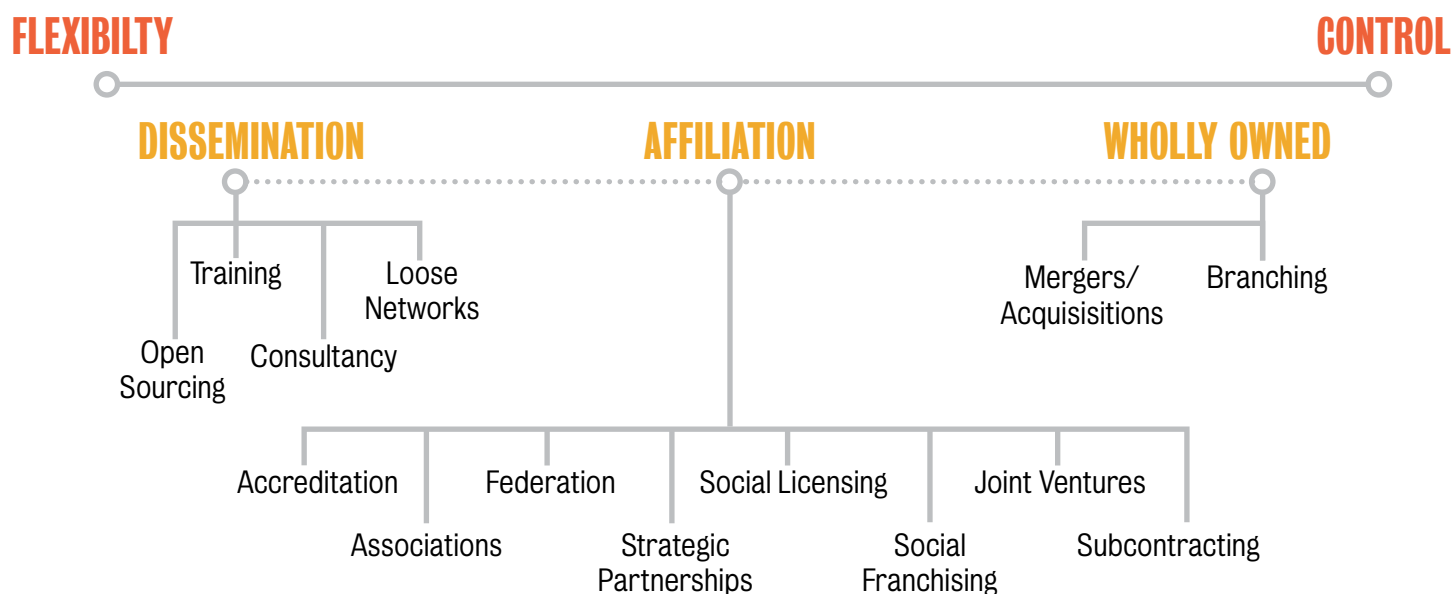 FLEXIBILTY
CONTROL
DISSEMINATION
AFFILIATION
WHOLLY OWNED
Training
Loose
Networks
Open
Sourcing
Consultancy
Mergers/
Acquisisitions
Branching
Accreditation
Federation
Social Licensing
Joint Ventures
Associations
Strategic
Partnerships
Social
Franchising
Subcontracting